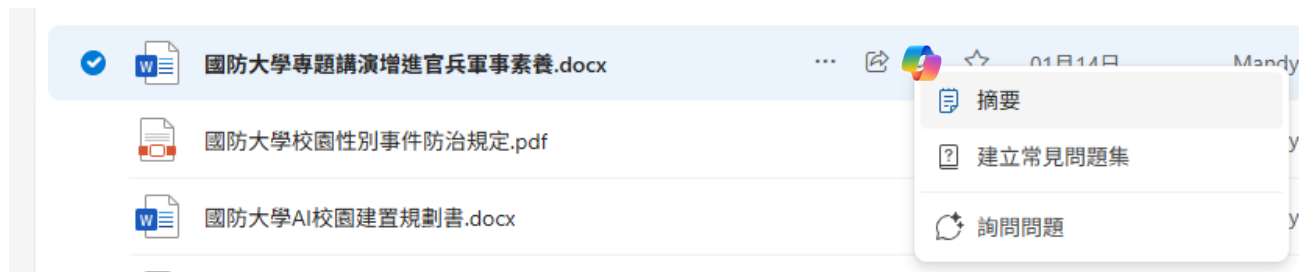 國防大學專題講演增進官兵軍事素養.docx ··· 01月14日 Mandy
摘要
國防大學校園性別事件防治規定.pdf
建立常見問題集
國防大學AI校園建置規劃書.docx
詢問問題